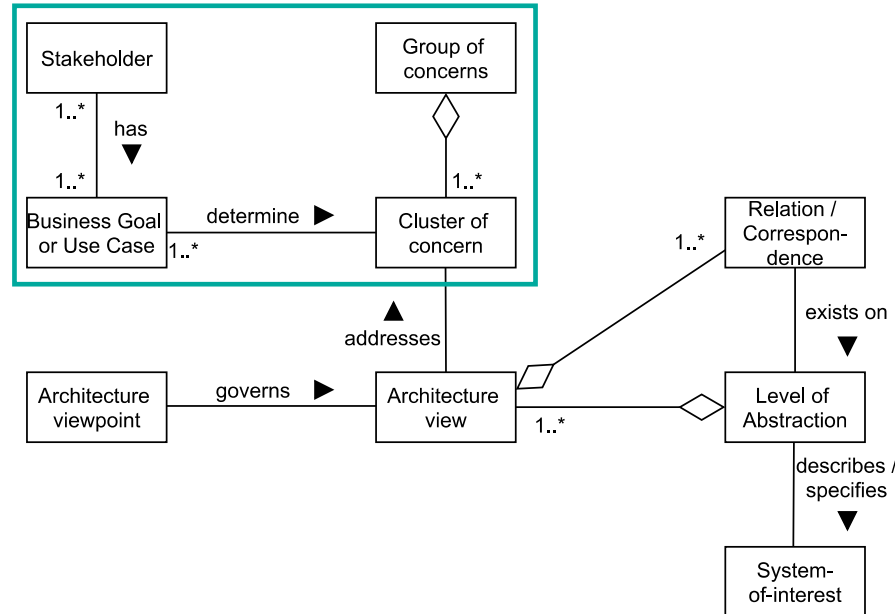 Stakeholder
Group of
concerns
1..*
has
1..*
1..*
Business Goal
or Use Case
determine
1..*
Cluster of
concern
Relation /
Correspon-
dence
1..*
addresses
exists on
Architecture
viewpoint
governs
Architecture
view
1..*
Level of
Abstraction
describes /
specifies
System-
of-interest